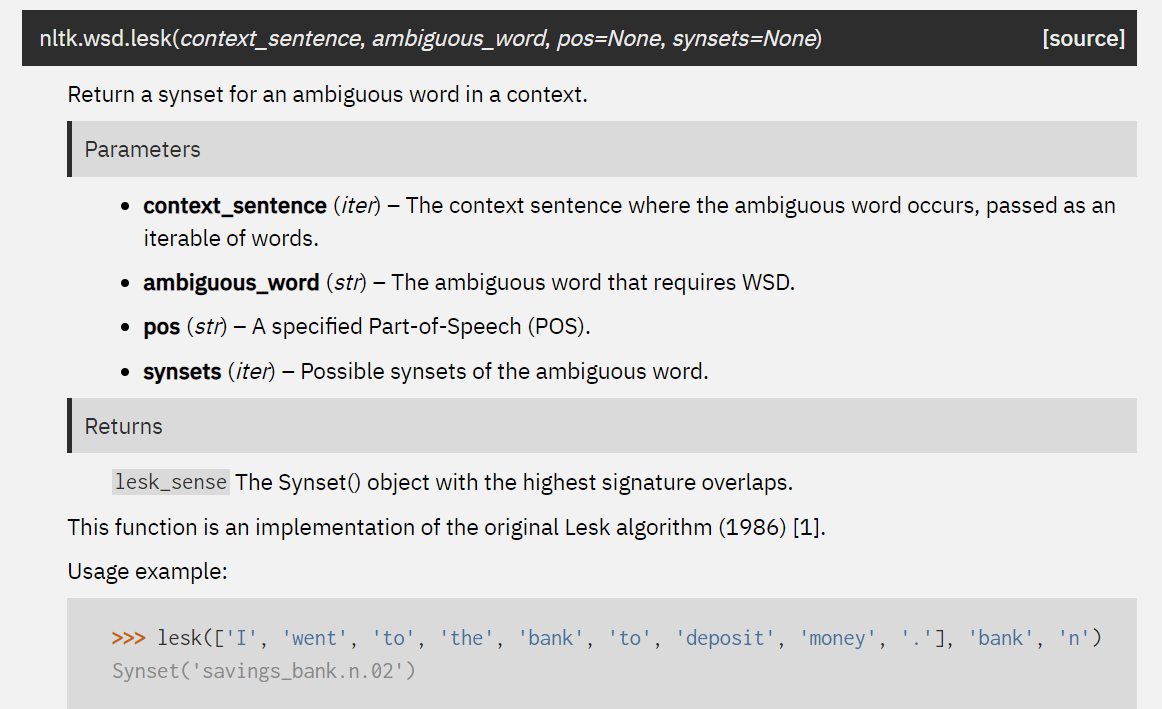 nltk.wsd.lesk(context_sentence, ambiguous_word, pos=None, synsets=None) [source]
Return a synset for an ambiguous word in a context.
Parameters
• context_sentence (iter) – The context sentence where the ambiguous word occurs, passed as an
iterable of words.
• ambiguous_word (str) – The ambiguous word that requires WSD.
• pos (str) – A specified Part-of-Speech (POS).
• synsets (iter) – Possible synsets of the ambiguous word.
Returns
lesk_sense The Synset() object with the highest signature overlaps.
This function is an implementation of the original Lesk algorithm (1986) [1].
Usage example:
>>> lesk(['I', 'went', 'to', 'the', 'bank', 'to', 'deposit', 'money', '.'], 'bank', 'n')
Synset('savings_bank.n.02')